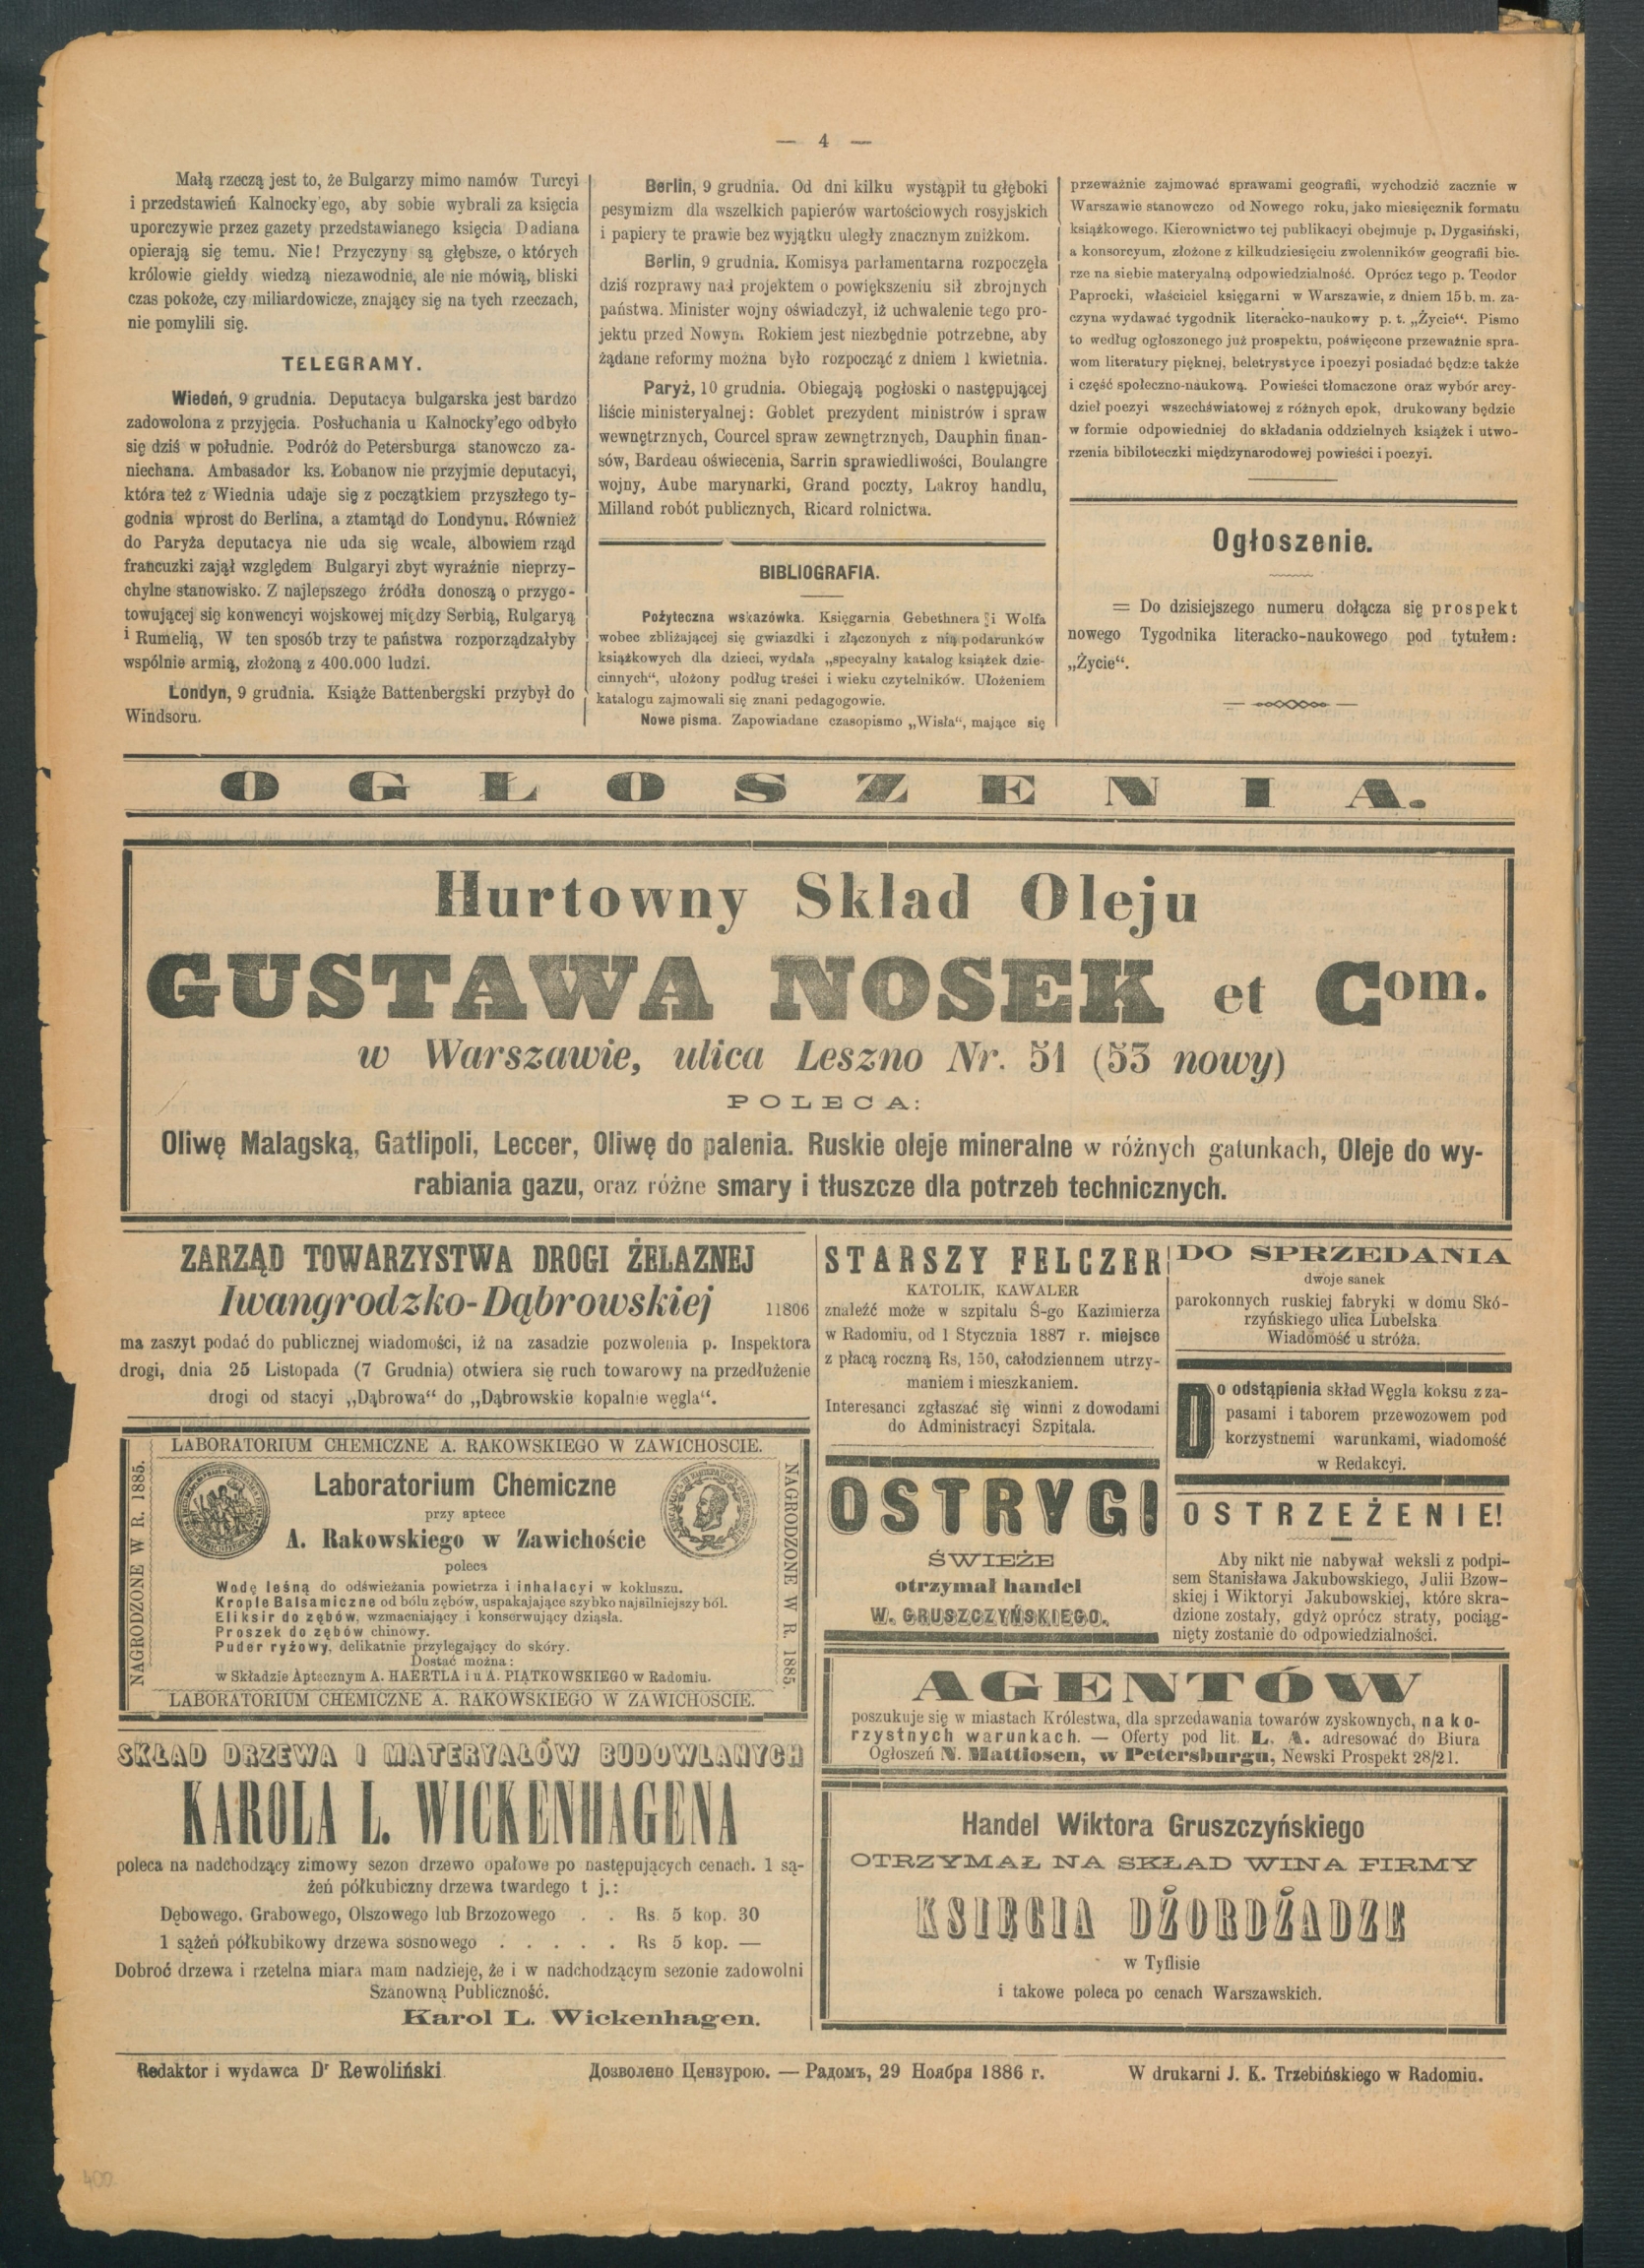 — 4 —
Małą rzeczą jest to, że Bulgarzy mimo namów Turcyi
i przedstawień Kalnocky'ego, aby sobie wybrali za księcia
uporczywie przez gazety przedstawianego księcia Dadiana
opierają się temu. Nie! Przyczyny są głębsze, o których
królowie giełdy wiedzą niezawodnie, ale nie mówią, bliski
czas pokoże, czy miliardowicze, znający się na tych rzeczach,
nie pomylili się.
TELEGRAMY.
Wiedeń, 9 grudnia. Deputacya bulgarska jest bardzo
zadowolona z przyjęcia. Posłuchania u Kalnocky'ego odbyło
się dziś w południe. Podróż do Petersburga stanowczo za-
niechana. Ambasador ks. Łobanow nie przyjmie deputacyi,
która też z Wiednia udaje się z początkiem przyszłego ty-
godnia wprost do Berlina, a ztamtąd do Londynu. Również
do Paryża deputacya nie uda się wcale, albowiem rząd
francuzki zajął względem Bulgaryi zbyt wyraźnie nieprzy-
chylne stanowisko. Z najlepszego źródła donoszą o przygo-
towującej się konwencyi wojskowej między Serbią, Rulgaryą
i Rumelią, W ten sposób trzy te państwa rozporządzałyby
wspólnie armią, złożoną z 400.000 ludzi.
Londyn, 9 grudnia. Książe Battenbergski przybył do
Windsoru.
Berlin, 9 grudnia. Od dni kilku wystąpił tu głęboki
pesymizm dla wszelkich papierów wartościowych rosyjskich
i papiery te prawie bez wyjątku uległy znacznym zniżkom.
Berlin, 9 grudnia. Komisya parlamentarna rozpoczęła
dziś rozprawy nad projektem o powiększeniu sił zbrojnych
państwa. Minister wojny oświadczył, iż uchwalenie tego pro-
jektu przed Nowym Rokiem jest niezbędnie potrzebne, aby
żądane reformy można było rozpocząć z dniem 1 kwietnia.
Paryż, 10 grudnia. Obiegają pogłoski o następującej
liście ministeryalnej: Goblet prezydent ministrów i spraw
wewnętrznych, Courcel spraw zewnętrznych, Dauphin finan-
sów, Bardeau oświecenia, Sarrin sprawiedliwości, Boulangre
wojny, Aube marynarki, Grand poczty, Lakroy handlu,
Milland robót publicznych, Ricard rolnictwa.
BIBLIOGRAFIA.
Pożyteczna wskazówka. Księgarnia Gebethnera i Wolfa
wobec zbliżającej się gwiazdki i złączonych z nią podarunków
książkowych dla dzieci, wydała „specyalny katalog książek dzie-
cinnych“, ułożony podług treści i wieku czytelników. Ułożeniem
katalogu zajmowali się znani pedagogowie.
Nowe pisma. Zapowiadane czasopismo „Wisła“, mające się
przeważnie zajmować sprawami geografii, wychodzić zacznie w
Warszawie stanowczo od Nowego roku, jako miesięcznik formatu
książkowego. Kierownictwo tej publikacyi obejmuje p. Dygasiński,
a konsorcyum, złożone z kilkudziesięciu zwolenników geografii bie-
rze na siebie materyalną odpowiedzialność. Oprócz tego p. Teodor
Paprocki, właściciel księgarni w Warszawie, z dniem 15 b. m. za-
czyna wydawać tygodnik literacko-naukowy p. t. „Życie“. Pismo
to według ogłoszonego już prospektu, poświęcone przeważnie spra-
wom literatury pięknej, beletrystyce i poezyi posiadać będzie także
i część społeczno-naukową. Powieści tłomaczone oraz wybór arcy-
dzieł poezyi wszechświatowej z różnych epok, drukowany będzie
w formie odpowiedniej do składania oddzielnych książek i utwo-
rzenia bibiloteczki międzynarodowej powieści i poezyi.
Ogłoszenie.
= Do dzisiejszego numeru dołącza się prospekt
nowego Tygodnika literacko-naukowego pod tytułem:
„Życie“.
OGŁOSZENIA.
Hurtowny Skład Oleju
GUSTAWA NOSEK et Com.
w Warszawie, ulica Leszno Nr. 51 (53 nowy)
POLECA:
Oliwę Malagską, Gatlipoli, Leccer, Oliwę do palenia. Ruskie oleje mineralne w różnych gatunkach, Oleje do wy-
rabiania gazu, oraz różne smary i tłuszcze dla potrzeb technicznych.
ZARZĄD TOWARZYSTWA DROGI ŻELAZNEJ
Iwangrodzko-Dąbrowskiej 11806
ma zaszyt podać do publicznej wiadomości, iż na zasadzie pozwolenia p. Inspektora
drogi, dnia 25 Listopada (7 Grudnia) otwiera się ruch towarowy na przedłużenie
drogi od stacyi „Dąbrowa“ do „Dąbrowskie kopalnie węgla“.
LABORATORIUM CHEMICZNE A. RAKOWSKIEGO W ZAWICHOSCIE.
NAGRODZONE W R. 1885.
Laboratorium Chemiczne
przy aptece
A. Rakowskiego w Zawichoście
poleca
Wodę leśną do odświeżania powietrza i inhalacyi w kokluszu.
Krople Balsamiczne od bólu zębów, uspakajające szybko najsilniejszy ból.
Eliksir do zębów, wzmacniający i konserwujący dziąsła.
Proszek do zębów chinowy.
Puder ryżowy, delikatnie przylegający do skóry.
Dostać można:
w Składzie Aptecznym A. HAERTLA i u A. PIĄTKOWSKIEGO w Radomiu.
NAGRODZONE W R. 1885.
LABORATORIUM CHEMICZNE A. RAKOWSKIEGO W ZAWICHOSCIE.
SKŁAD DRZEWA I MATERYAŁÓW BUDOWLANYCH
KAROLA L. WICKENHAGENA
poleca na nadchodzący zimowy sezon drzewo opałowe po następujących cenach. 1 są-
żeń półkubiczny drzewa twardego t j.:
Dębowego, Grabowego, Olszowego lub Brzozowego . . Rs. 5 kop. 30
1 sążeń półkubikowy drzewa sosnowego . . . . . Rs 5 kop. —
Dobroć drzewa i rzetelna miara mam nadzieję, że i w nadchodzącym sezonie zadowolni
Szanowną Publiczność.
Karol L. Wickenhagen.
STARSZY FELCZER
KATOLIK, KAWALER
znaleźć może w szpitalu Ś-go Kazimierza
w Radomiu, od 1 Stycznia 1887 r. miejsce
z płacą roczną Rs, 150, całodziennem utrzy-
maniem i mieszkaniem.
Interesanci zgłaszać się winni z dowodami
do Administracyi Szpitala.
OSTRYGI
ŚWIEŻE
otrzymał handel
W. GRUSZCZYŃSKIEGO.
DO SPRZEDANIA
dwoje sanek
parokonnych ruskiej fabryki w domu Skó-
rzyńskiego ulica Lubelska
Wiadomość u stróża.
Do odstąpienia skład Węgla koksu z za-
pasami i taborem przewozowem pod
korzystnemi warunkami, wiadomość
w Redakcyi.
OSTRZEŻENIE!
Aby nikt nie nabywał weksli z podpi-
sem Stanisława Jakubowskiego, Julii Bzow-
skiej i Wiktoryi Jakubowskiej, które skra-
dzione zostały, gdyż oprócz straty, pociąg-
nięty zostanie do odpowiedzialności.
AGENTÓW
poszukuje się w miastach Królestwa, dla sprzedawania towarów zyskownych, na ko-
rzystnych warunkach. — Oferty pod lit. L. A. adresować do Biura
Ogłoszeń N. Mattiosen, w Petersburgu, Newski Prospekt 28/21.
Handel Wiktora Gruszczyńskiego
OTRZYMAŁ NA SKŁAD WINA FIRMY
KSIĘCIA DŻORDŻADZE
w Tyflisie
i takowe poleca po cenach Warszawskich.
Redaktor i wydawca Dr Rewoliński.
Дозволено Цензурою. — Радомъ, 29 Ноября 1886 г.
W drukarni J. K. Trzebińskiego w Radomiu.
400